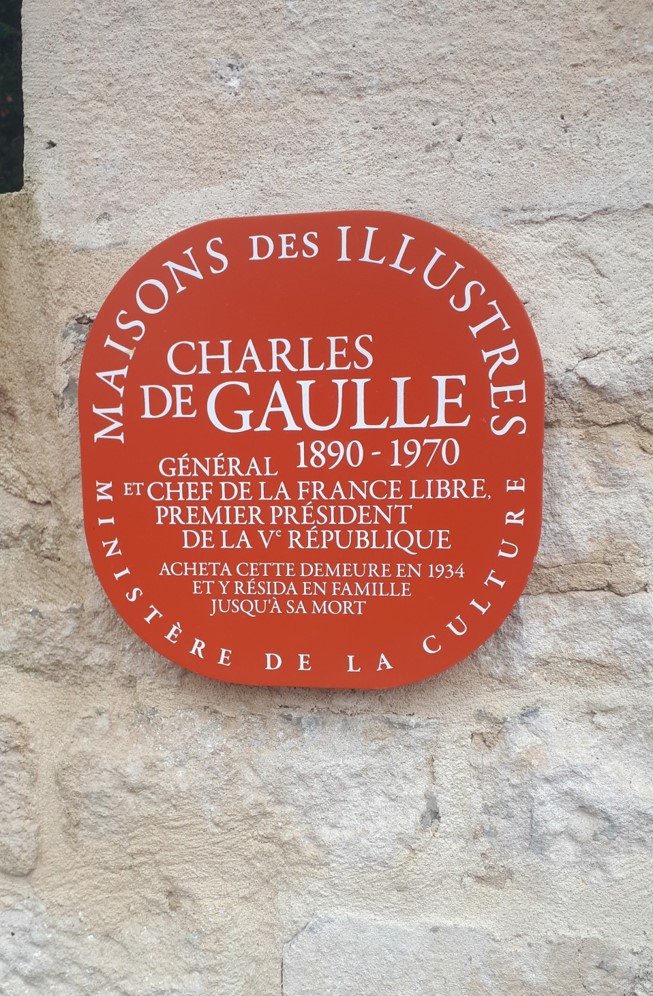 MAISONS DES ILLUSTRES
CHARLES
DE GAULLE
1890 - 1970
GÉNÉRAL
ET CHEF DE LA FRANCE LIBRE,
PREMIER PRÉSIDENT
DE LA Vᵉ RÉPUBLIQUE
ACHETA CETTE DEMEURE EN 1934
ET Y RÉSIDA EN FAMILLE
JUSQU'À SA MORT
MINISTÈRE DE LA CULTURE